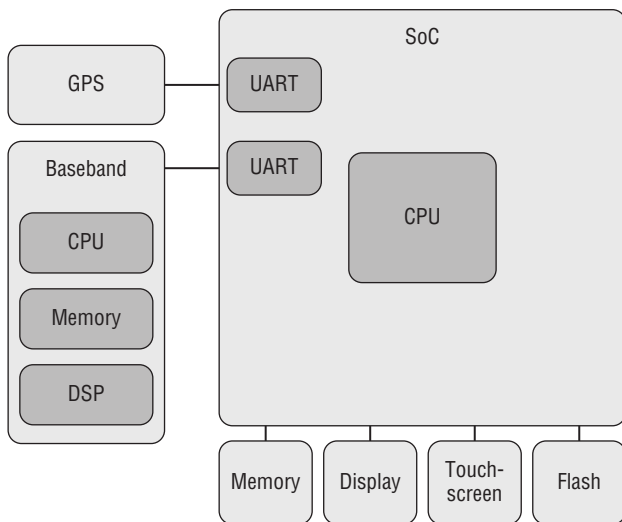 SoC
GPS
UART
Baseband
UART
CPU
CPU
Memory
DSP
Memory
Display
Touch-
screen
Flash